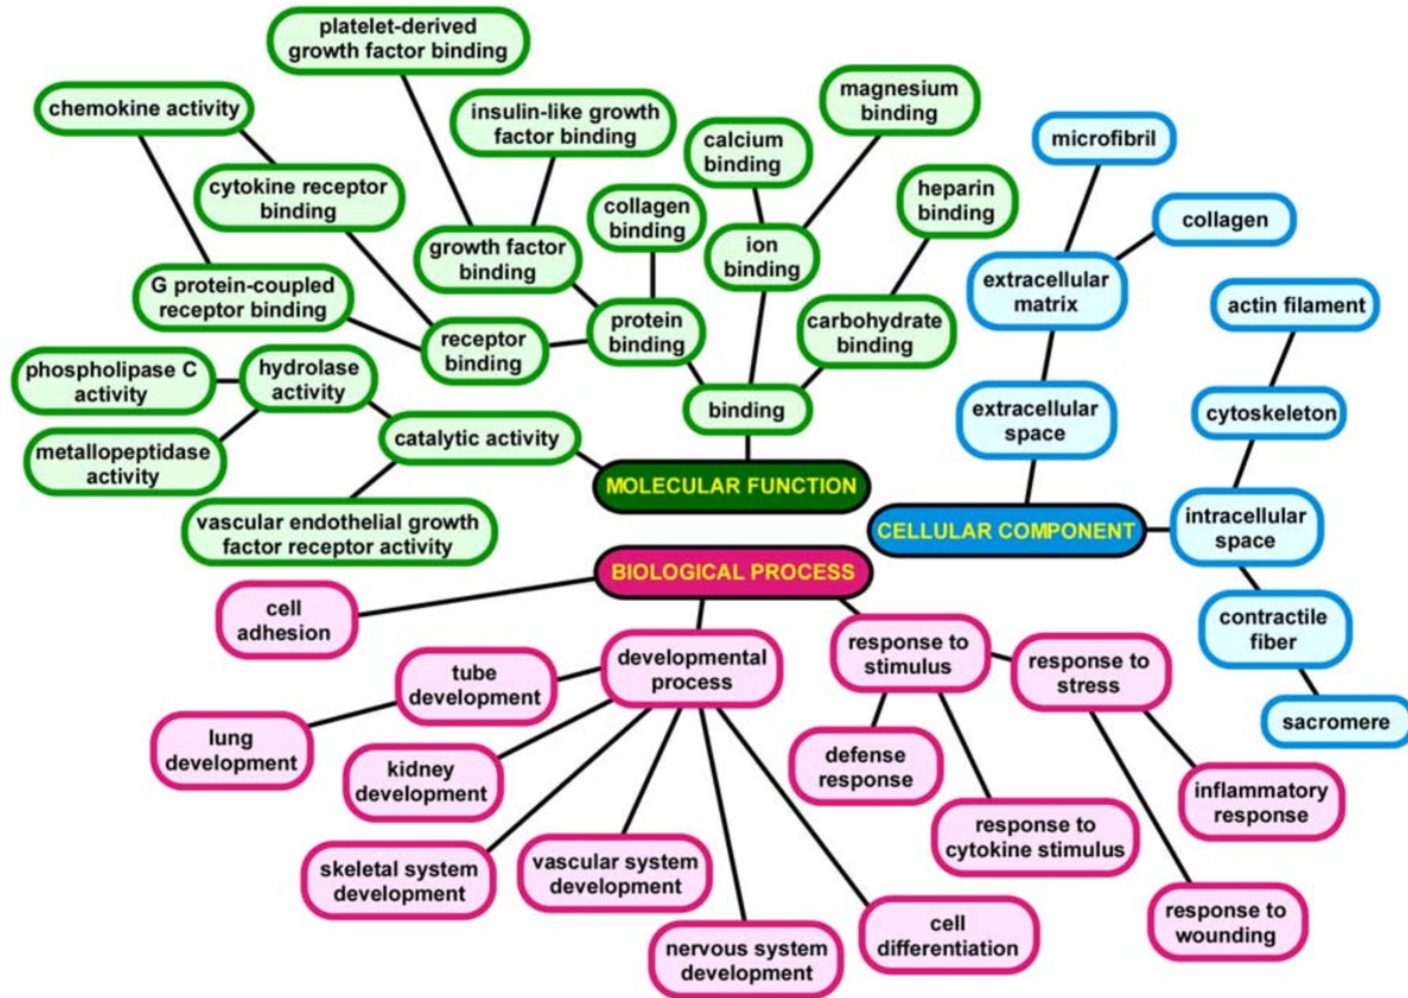 platelet-derived
growth factor binding
chemokine activity
insulin-like growth
factor binding
magnesium
binding
calcium
binding
microfibril
cytokine receptor
binding
collagen
binding
heparin
binding
collagen
growth factor
binding
ion
binding
G protein-coupled
receptor binding
extracellular
matrix
actin filament
receptor
binding
protein
binding
carbohydrate
binding
phospholipase C
activity
hydrolase
activity
binding
extracellular
space
cytoskeleton
metallopeptidase
activity
catalytic activity
MOLECULAR FUNCTION
vascular endothelial growth
factor receptor activity
CELLULAR COMPONENT
intracellular
space
BIOLOGICAL PROCESS
cell
adhesion
contractile
fiber
tube
development
developmental
process
response to
stimulus
response to
stress
sacromere
lung
development
kidney
development
defense
response
inflammatory
response
skeletal system
development
vascular system
development
response to
cytokine stimulus
nervous system
development
cell
differentiation
response to
wounding